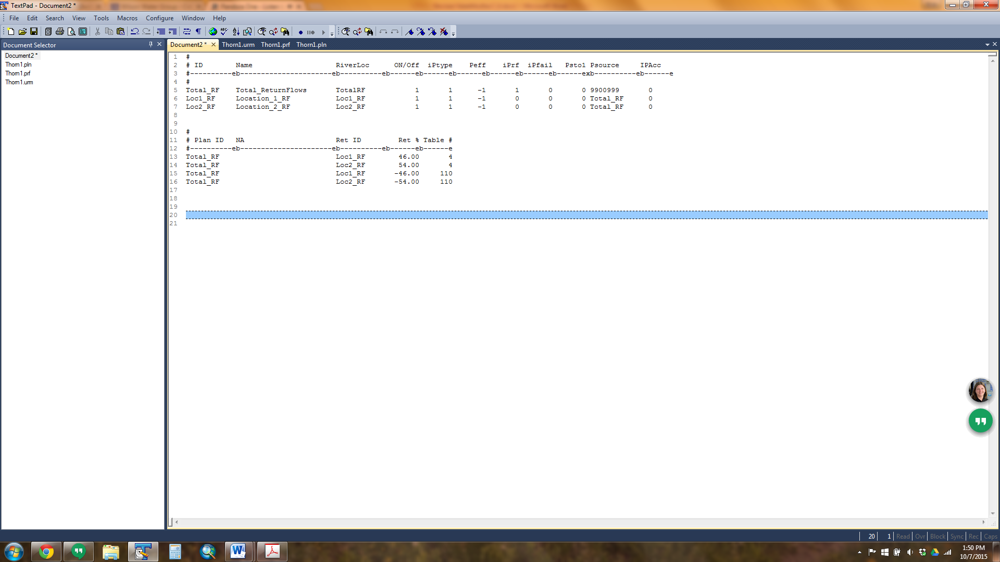 TextPad - Document2 *
File Edit Search View Tools Macros Configure Window Help
Document Selector
Document2 *
Thorn1.pln
Thorn1.prf
Thorn1.urm
Document2 * Thorn1.urm Thorn1.prf Thorn1.pln
1 #
2 # ID Name RiverLoc ON/Off iPtype Peff iPrf iPfail Psto1 Psource IPAcc
3 #----------eb----------------------eb----------eb------eb------eb------eb------eb------eb------exb----------eb------e
4 #
5 Total_RF Total_ReturnFlows TotalRF 1 1 -1 1 0 0 9900999 0
6 Loc1_RF Location_1_RF Loc1_RF 1 1 -1 0 0 0 Total_RF 0
7 Loc2_RF Location_2_RF Loc2_RF 1 1 -1 0 0 0 Total_RF 0
8
9
10 #
11 # Plan ID NA Ret ID Ret % Table #
12 #----------eb----------------------eb----------eb------eb------e
13 Total_RF Loc1_RF 46.00 4
14 Total_RF Loc2_RF 54.00 4
15 Total_RF Loc1_RF -46.00 110
16 Total_RF Loc2_RF -54.00 110
17
18
19
20
21
20 1 Read Ovr Block Sync Rec Caps
1:50 PM
10/7/2015